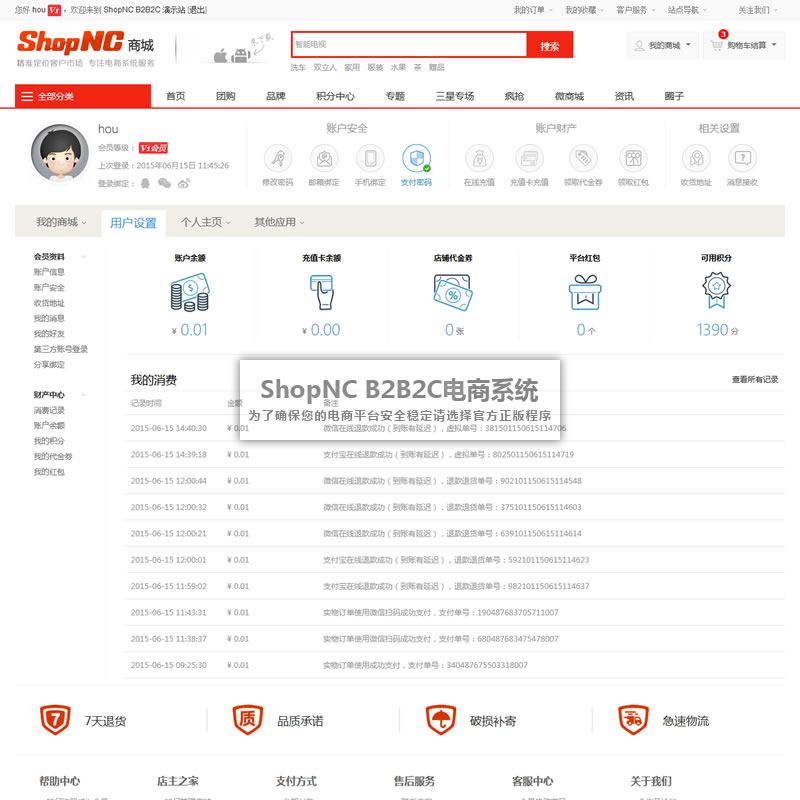 您好 hou V1 , 欢迎来到 ShopNC B2B2C 演示站 [退出]
我的订单 我的收藏 客户服务 站点导航 关注我们
ShopNC 商城
精准定位客户市场 专注电商系统服务
智能电视 搜索
洗车 双立人 家用 服装 水果 茶 赠品
我的商城 3 购物车结算
全部分类 首页 团购 品牌 积分中心 专题 三星专场 疯抢 微商城 资讯 圈子
hou
会员等级： V1会员
上次登录：2015年06月15日 11:45:26
登录绑定：
账户安全 账户财产 相关设置
修改密码 邮箱绑定 手机绑定 支付密码 在线充值 充值卡充值 领取代金券 领取红包 收货地址 消息接收
我的商城 用户设置 个人主页 其他应用
会员资料
账户信息
账户安全
收货地址
我的消息
我的好友
第三方账号登录
分享绑定
财产中心
消费记录
账户余额
我的积分
我的代金券
我的红包
账户余额 充值卡余额 店铺代金券 平台红包 可用积分
¥ 0.01 ¥ 0.00 0 张 0 个 1390 分
我的消费 查看所有记录
ShopNC B2B2C电商系统
为了确保您的电商平台安全稳定请选择官方正版程序
记录时间 金额 备注
2015-06-15 14:40:30 ¥ 0.01 微信在线退款成功（到账有延迟），虚拟单号：381501150615114706
2015-06-15 14:39:18 ¥ 0.01 支付宝在线退款成功（到账有延迟），虚拟单号：802501150615114719
2015-06-15 12:00:44 ¥ 0.01 微信在线退款成功（到账有延迟），退款退货单号：902101150615114548
2015-06-15 12:00:32 ¥ 0.01 微信在线退款成功（到账有延迟），退款退货单号：375101150615114603
2015-06-15 12:00:21 ¥ 0.01 微信在线退款成功（到账有延迟），退款退货单号：639101150615114614
2015-06-15 12:00:01 ¥ 0.01 支付宝在线退款成功（到账有延迟），退款退货单号：592101150615114623
2015-06-15 11:59:02 ¥ 0.01 支付宝在线退款成功（到账有延迟），退款退货单号：982101150615114637
2015-06-15 11:43:31 ¥ 0.01 实物订单使用微信扫码成功支付，支付单号：190487683705711007
2015-06-15 11:38:37 ¥ 0.01 实物订单使用微信扫码成功支付，支付单号：680487683475478007
2015-06-15 09:25:30 ¥ 0.01 实物订单使用成功支付，支付单号：340487675503318007
7 7天退货 质 品质承诺 破损补寄 急速物流
帮助中心 店主之家 支付方式 售后服务 客服中心 关于我们